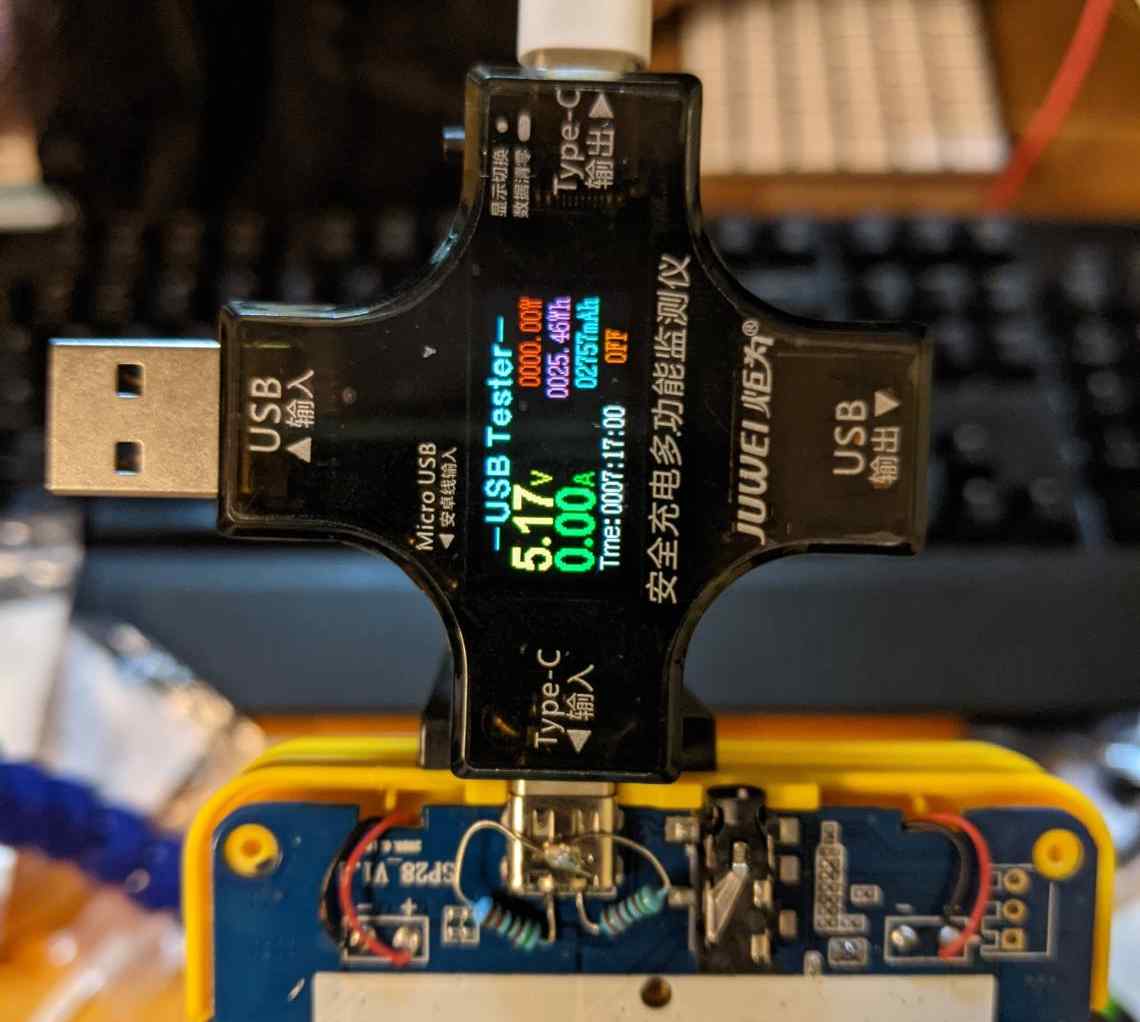 显示切换
数据清零
Type-C
输出
USB
输入
Micro USB
安卓线输入
—USB Tester—
5.17V
0000.00W
0025.46Wh
0.00A
02757mAh
Tme: 0007:17:00
OFF
安全充电多功能监测仪
JUWEI 炬为®
USB
输出
Type-C
输入
SP28_V1.
- +